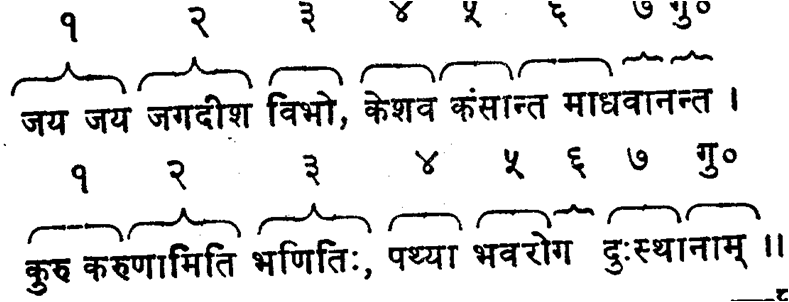 १ २ ३ ४ ५ ६ ७ गु०
जय जय जगदीश विभो, केशव कंसान्त माधवानन्त ।
१ २ ३ ४ ५ ६ ७ गु०
कुरु करुणामिति भणितिः, पथ्या भवरोग दुःस्थानाम् ॥